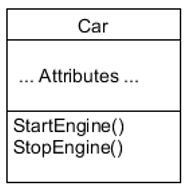 Car
... Attributes ...
StartEngine()
StopEngine()